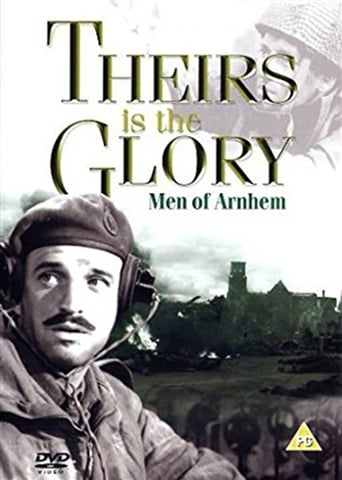 THEIRS
is the
GLORY
Men of Arnhem
DVD
VIDEO
PG